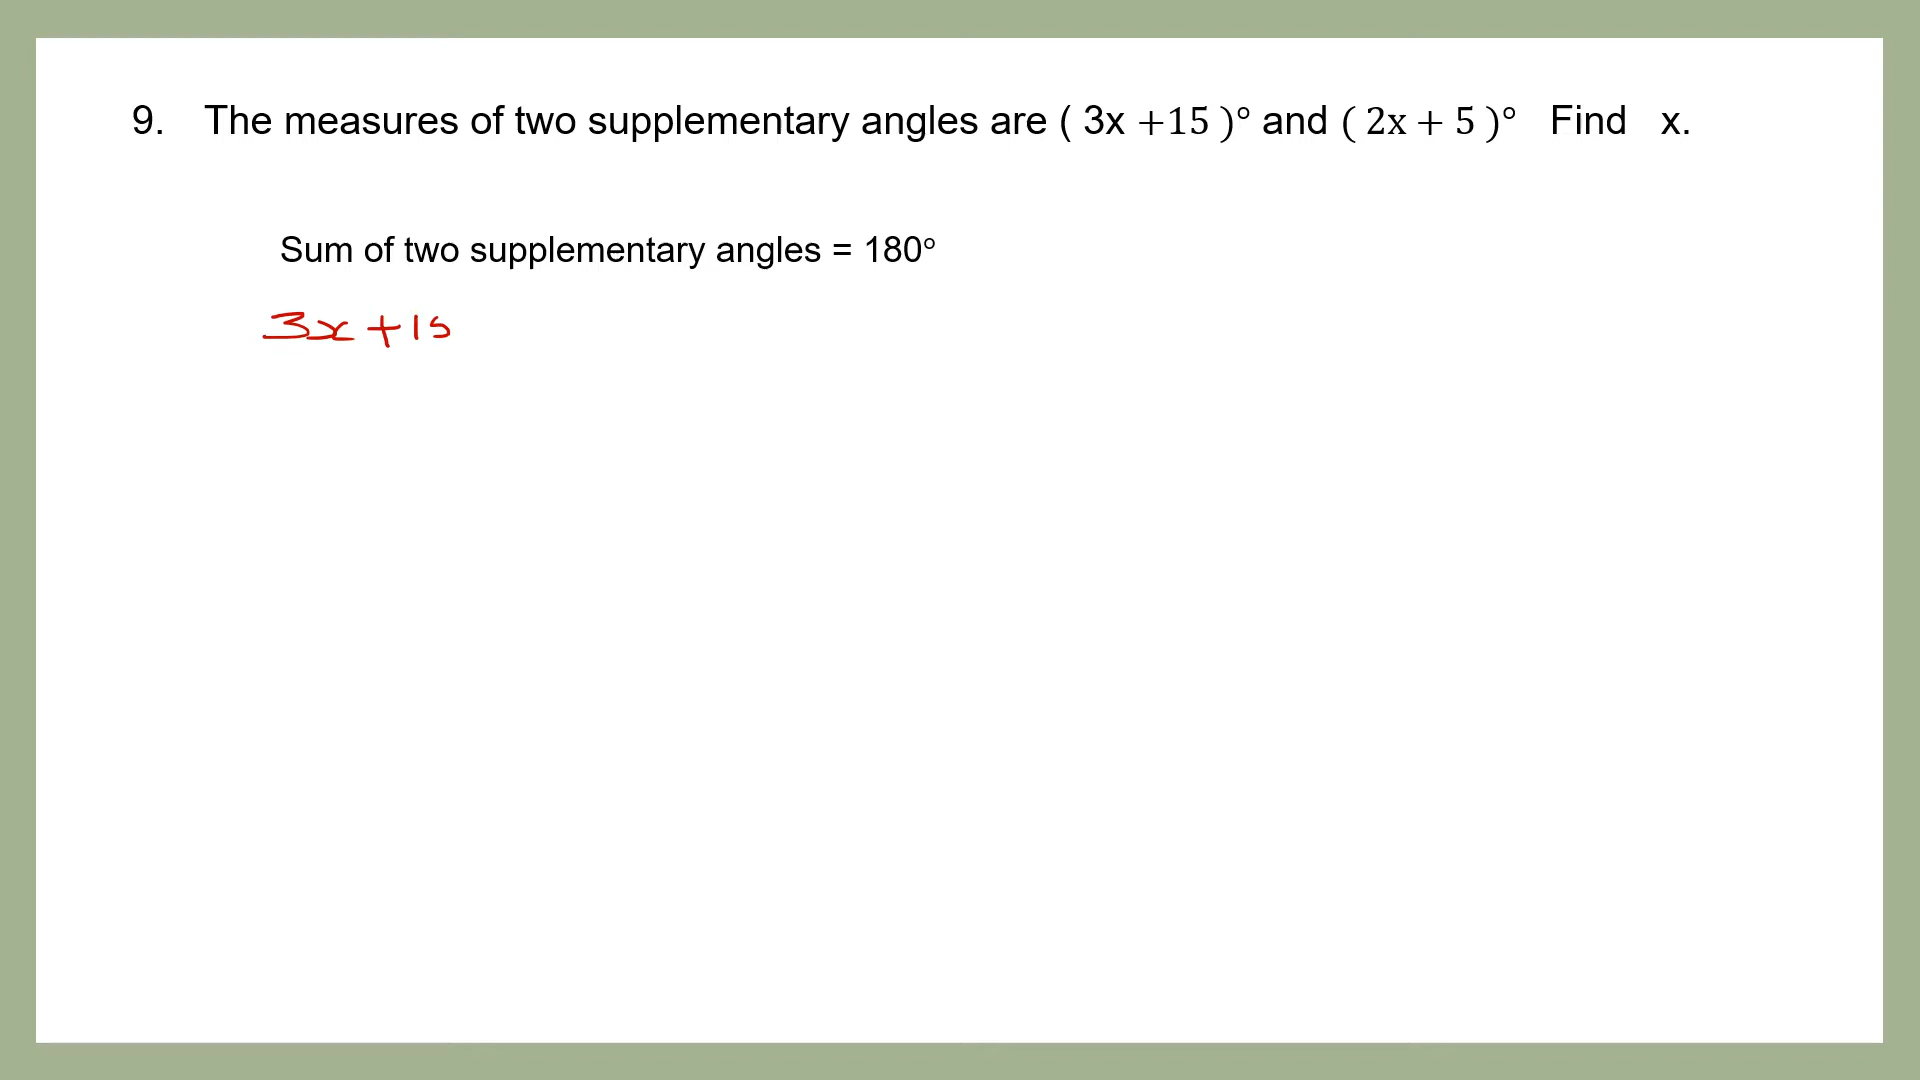 9. The measures of two supplementary angles are ( 3x +15 )° and ( 2x + 5 )° Find x.
Sum of two supplementary angles = 180°
3x +15